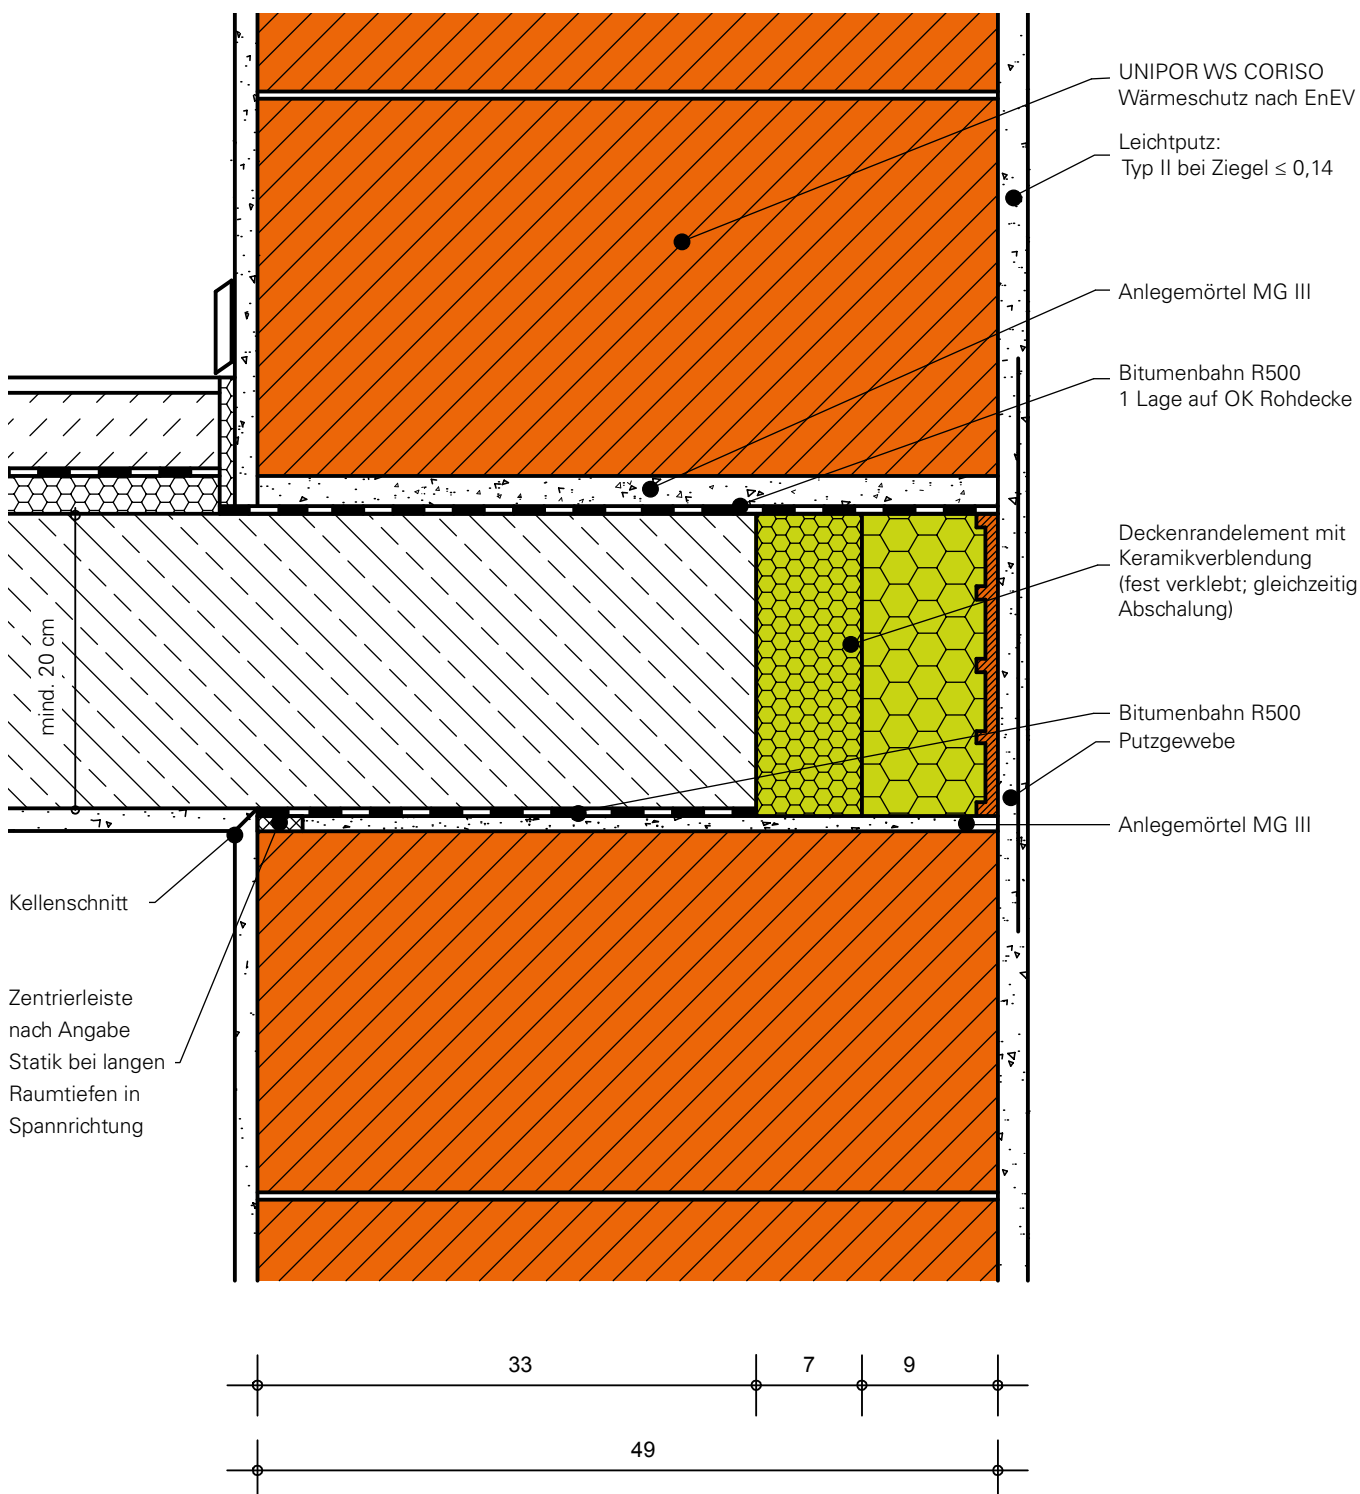 UNIPOR WS CORISO
Wärmeschutz nach EnEV
Leichtputz:
Typ II bei Ziegel ≤ 0,14
Anlegemörtel MG III
Bitumenbahn R500
1 Lage auf OK Rohdecke
Deckenrandelement mit
Keramikverblendung
(fest verklebt; gleichzeitig
Abschalung)
mind. 20 cm
Bitumenbahn R500
Putzgewebe
Anlegemörtel MG III
Kellenschnitt
Zentrierleiste
nach Angabe
Statik bei langen
Raumtiefen in
Spannrichtung
33
7
9
49